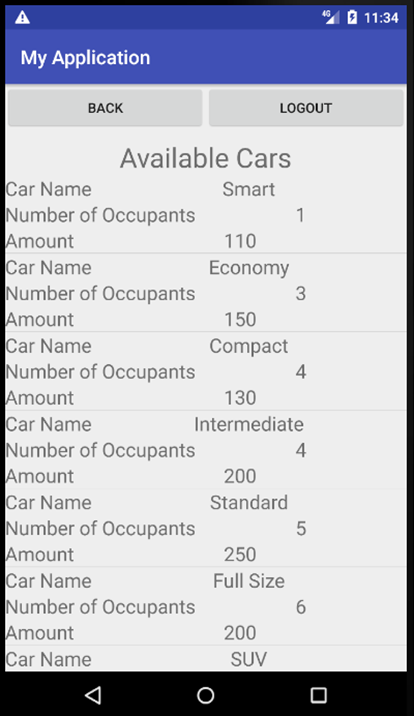 4G 11:34
My Application
BACK LOGOUT
Available Cars
Car Name Smart
Number of Occupants 1
Amount 110
Car Name Economy
Number of Occupants 3
Amount 150
Car Name Compact
Number of Occupants 4
Amount 130
Car Name Intermediate
Number of Occupants 4
Amount 200
Car Name Standard
Number of Occupants 5
Amount 250
Car Name Full Size
Number of Occupants 6
Amount 200
Car Name SUV